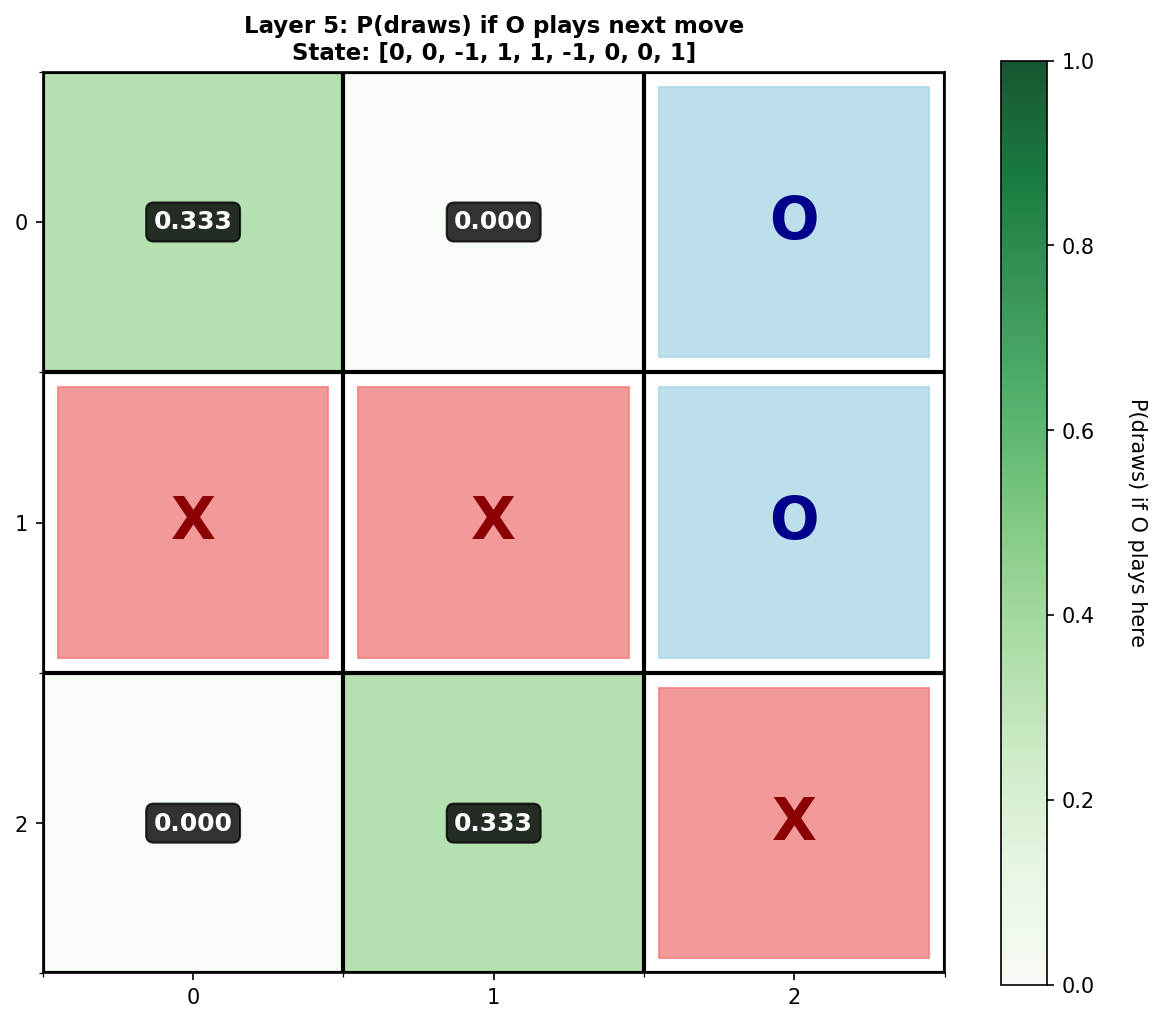 Layer 5: P(draws) if O plays next move
State: [0, 0, -1, 1, 1, -1, 0, 0, 1]
0
0.333
0.000
O
1
X
X
O
2
0.000
0.333
X
0
1
2
1.0
0.8
0.6
0.4
0.2
0.0
P(draws) if O plays here